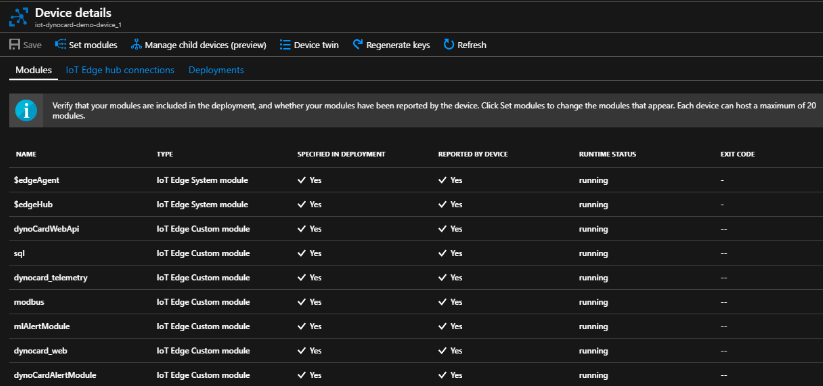 Device details
iot-dynocard-demo-device_1
Save Set modules Manage child devices (preview) Device twin Regenerate keys Refresh
Modules IoT Edge hub connections Deployments
Verify that your modules are included in the deployment, and whether your modules have been reported by the device. Click Set modules to change the modules that appear. Each device can host a maximum of 20
modules.
NAME TYPE SPECIFIED IN DEPLOYMENT REPORTED BY DEVICE RUNTIME STATUS EXIT CODE
$edgeAgent IoT Edge System module Yes Yes running -
$edgeHub IoT Edge System module Yes Yes running -
dynoCardWebApi IoT Edge Custom module Yes Yes running --
sql IoT Edge Custom module Yes Yes running --
dynocard_telemetry IoT Edge Custom module Yes Yes running --
modbus IoT Edge Custom module Yes Yes running --
mlAlertModule IoT Edge Custom module Yes Yes running --
dynocard_web IoT Edge Custom module Yes Yes running --
dynoCardAlertModule IoT Edge Custom module Yes Yes running --